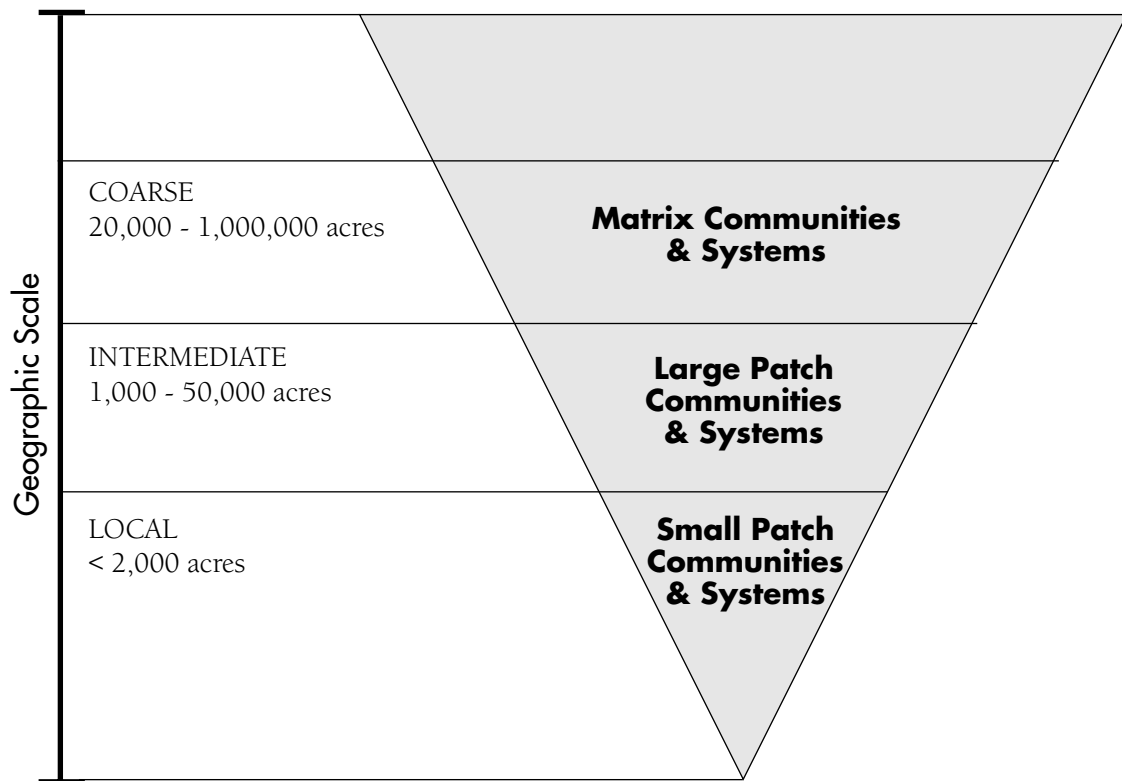 Geographic Scale
COARSE
20,000 - 1,000,000 acres
Matrix Communities
& Systems
INTERMEDIATE
1,000 - 50,000 acres
Large Patch
Communities
& Systems
LOCAL
< 2,000 acres
Small Patch
Communities
& Systems